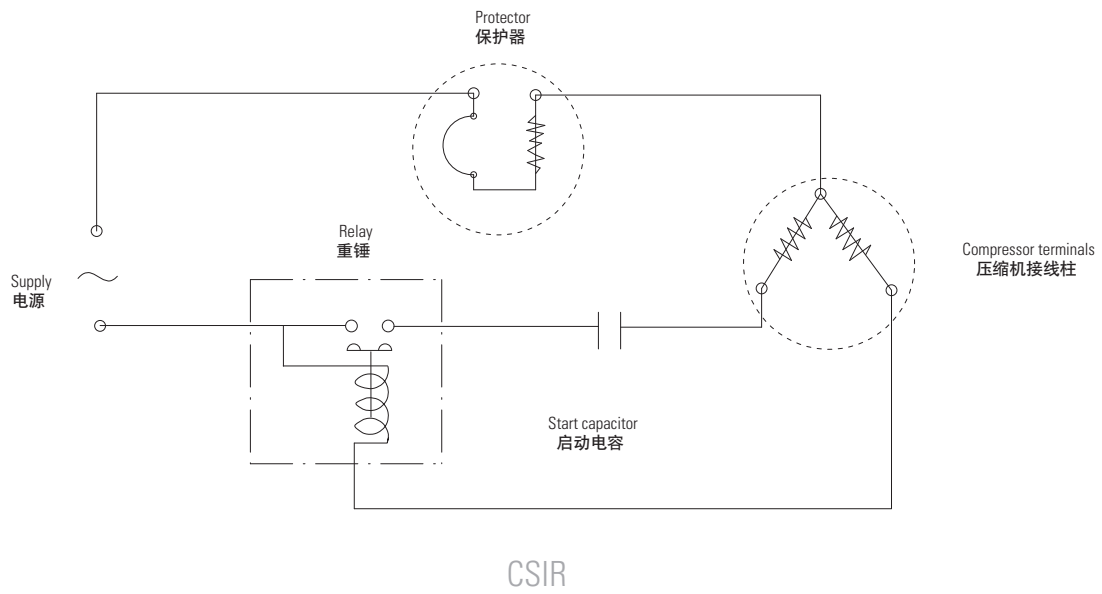 Protector
保护器
Relay
重锤
Supply
电源
Compressor terminals
压缩机接线柱
Start capacitor
启动电容
CSIR